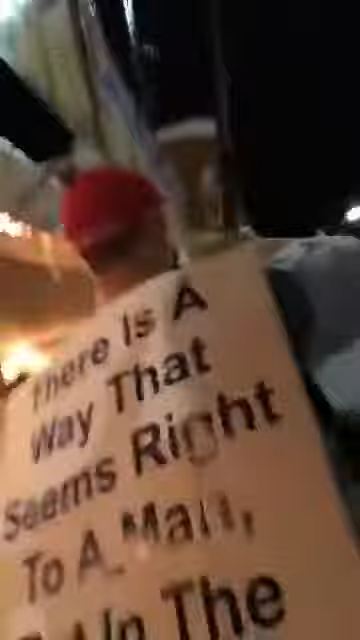 There Is A
Way That
Seems Right
To A Man,
The